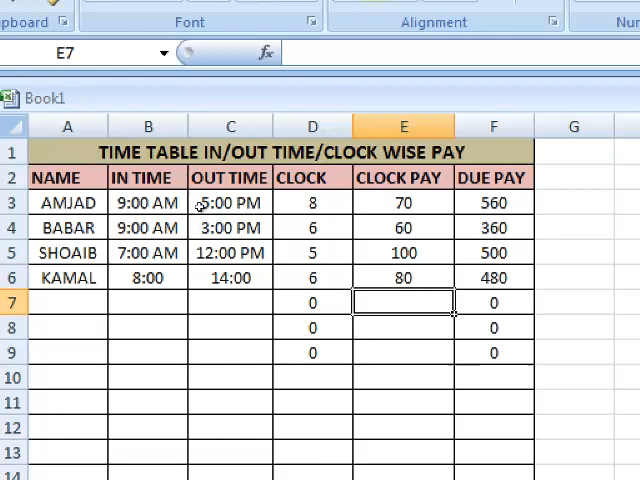 pboard Font Alignment Num
E7 fx
Book1
A B C D E F G
1 TIME TABLE IN/OUT TIME/CLOCK WISE PAY
2 NAME IN TIME OUT TIME CLOCK CLOCK PAY DUE PAY
3 AMJAD 9:00 AM 5:00 PM 8 70 560
4 BABAR 9:00 AM 3:00 PM 6 60 360
5 SHOAIB 7:00 AM 12:00 PM 5 100 500
6 KAMAL 8:00 14:00 6 80 480
7 0 0
8 0 0
9 0 0
10
11
12
13
14